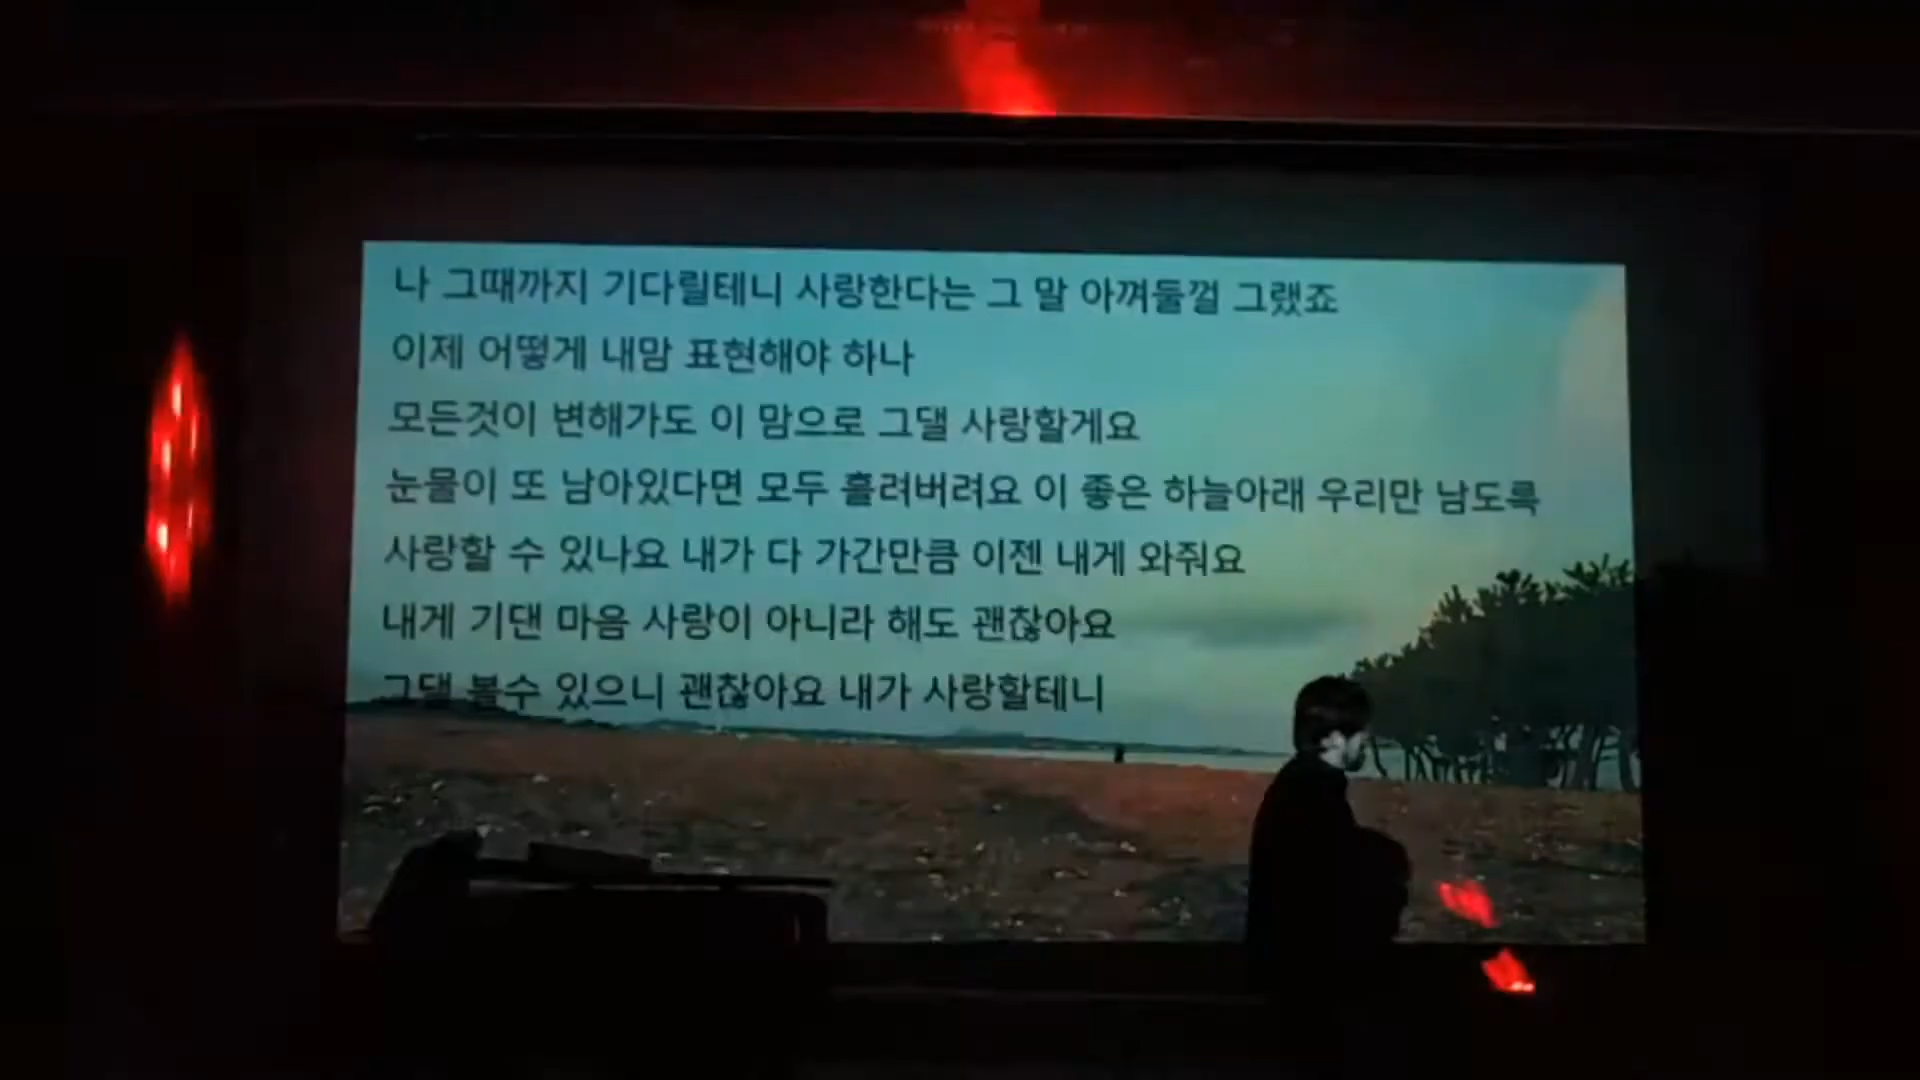 나 그때까지 기다릴테니 사랑한다는 그 말 아껴둘껄 그랬죠
이제 어떻게 내맘 표현해야 하나
모든것이 변해가도 이 맘으로 그댈 사랑할게요
눈물이 또 남아있다면 모두 흘려버려요 이 좋은 하늘아래 우리만 남도록
사랑할 수 있나요 내가 다 가간만큼 이젠 내게 와줘요
내게 기댄 마음 사랑이 아니라 해도 괜찮아요
그댈 볼수 있으니 괜찮아요 내가 사랑할테니